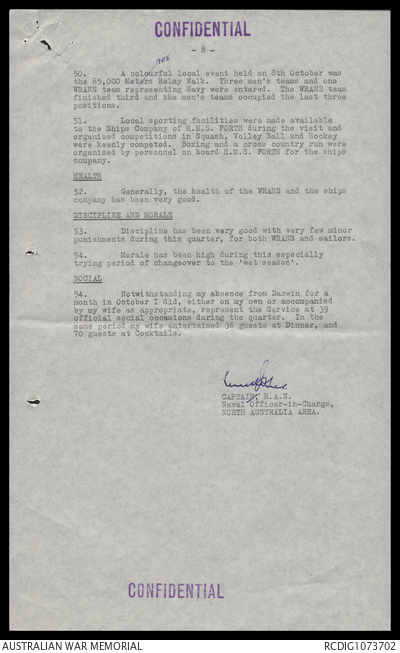 CONFIDENTIAL
- 8 -
50. A colourful local event held on 8th October was
the 65,000 Meters Relay Walk. Three men's teams and one
WRANS team representing Navy were entered. The WRANS team
finished third and the men's teams occupied the last three
positions.
51. Local sporting facilities were made available
to the Ships Company of H.M.S. FORTH during the visit and
organised competitions in Squash, Volley Ball and Hockey
were keenly competed. Boxing and a cross country run were
organised by personnel on board H.M.S. FORTH for the ships
company.
HEALTH
52. Generally, the health of the WRANS and the ships
company has been very good.
DISCIPLINE AND MORALE
53. Discipline has been very good with very few minor
punishments during this quarter, for both WRANS and sailors.
54. Morale has been high during this especially
trying period of changeover to the 'wet season'.
SOCIAL
54. Notwithstanding my absence from Darwin for a
month in October I did, either on my own or accompanied
by my wife as appropriate, represent the Service at 39
official social occasions during the quarter. In the
same period my wife entertained 36 guests at Dinner, and
70 guests at Cocktails.
CAPTAIN, R.A.N.
Naval Officer-in-Charge,
NORTH AUSTRALIA AREA.
CONFIDENTIAL
AUSTRALIAN WAR MEMORIAL
RCDIG1073702